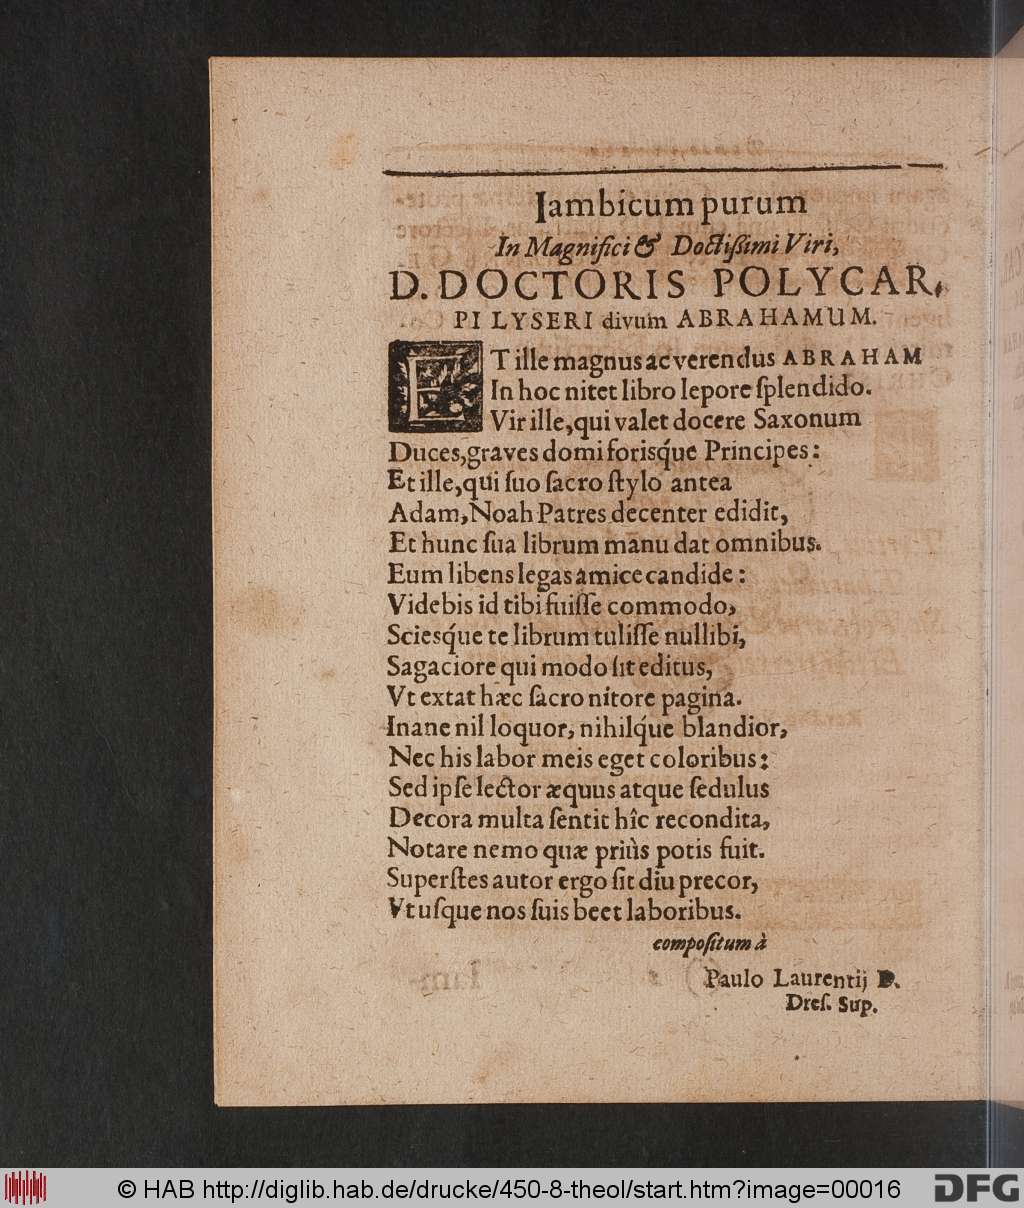 Iambicum purum
In Magnifici & Doctißimi Viri,
D. DOCTORIS POLYCAR,
PI LYSERI divum ABRAHAMUM.
ET ille magnus ac verendus ABRAHAM
In hoc nitet libro lepore ſplendido.
Vir ille, qui valet docere Saxonum
Duces, graves domi forisq́ue Principes:
Et ille, qui ſuo ſacro ſtylo antea
Adam, Noah Patres decenter edidit,
Et hunc ſua librum manu dat omnibus.
Eum libens legas amice candide:
Videbis id tibi fuiſſe commodo,
Sciesq́ue te librum tuliſſe nullibi,
Sagaciore qui modo ſit editus,
Vt extat hæc ſacro nitore pagina.
Inane nil loquor, nihilq́ue blandior,
Nec his labor meis eget coloribus:
Sed ipſe lector æquus atque ſedulus
Decora multa ſentit hîc recondita,
Notare nemo quæ priùs potis fuit.
Superſtes autor ergo ſit diu precor,
Vt uſque nos ſuis beet laboribus.
compoſitum à
Paulo Laurentij D.
Dreſ. Sup.
© HAB http://diglib.hab.de/drucke/450-8-theol/start.htm?image=00016
DFG